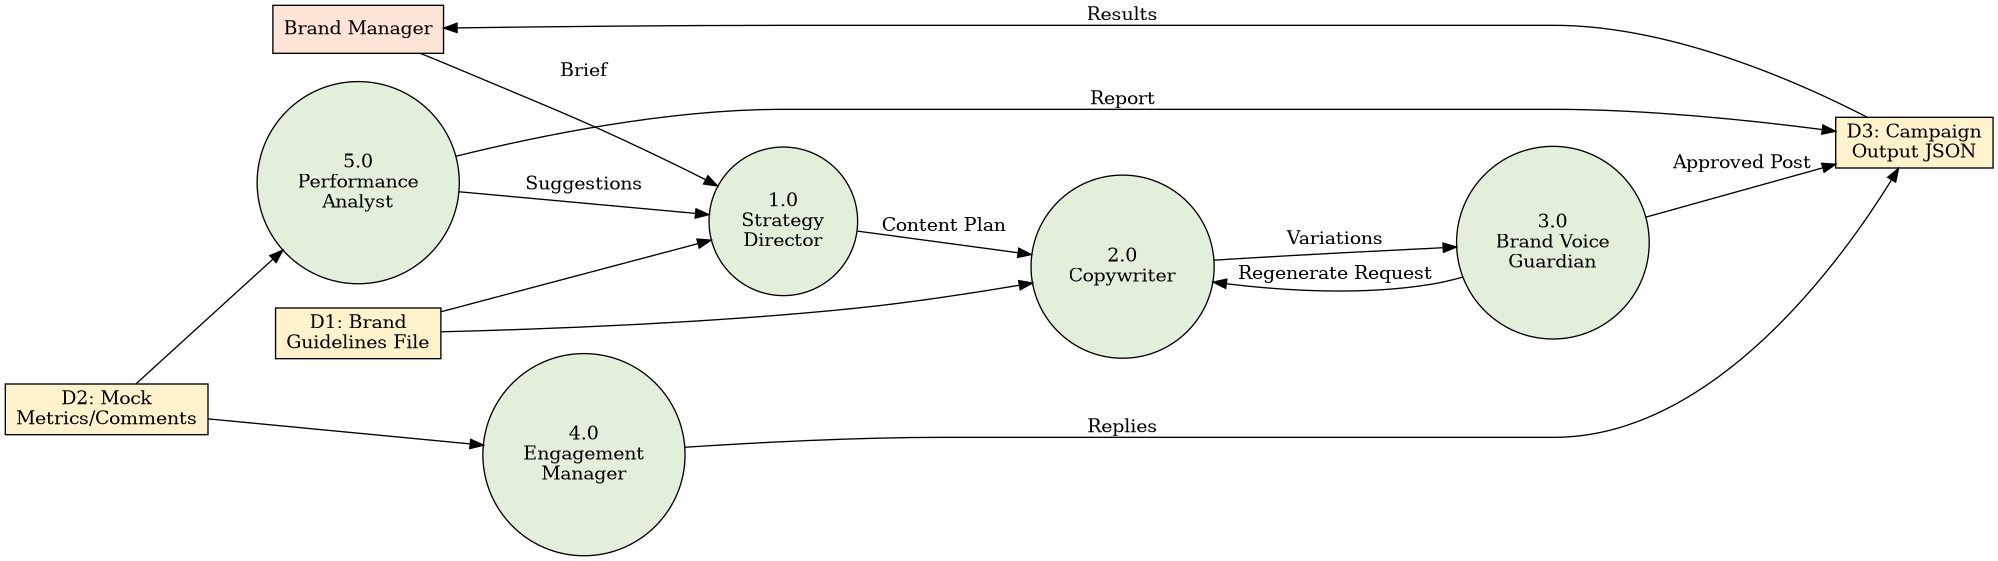 Brand Manager
Results
Brief
Report
D3: Campaign
Output JSON
5.0
Performance
Analyst
Suggestions
1.0
Strategy
Director
Content Plan
2.0
Copywriter
Variations
Regenerate Request
3.0
Brand Voice
Guardian
Approved Post
D1: Brand
Guidelines File
D2: Mock
Metrics/Comments
4.0
Engagement
Manager
Replies